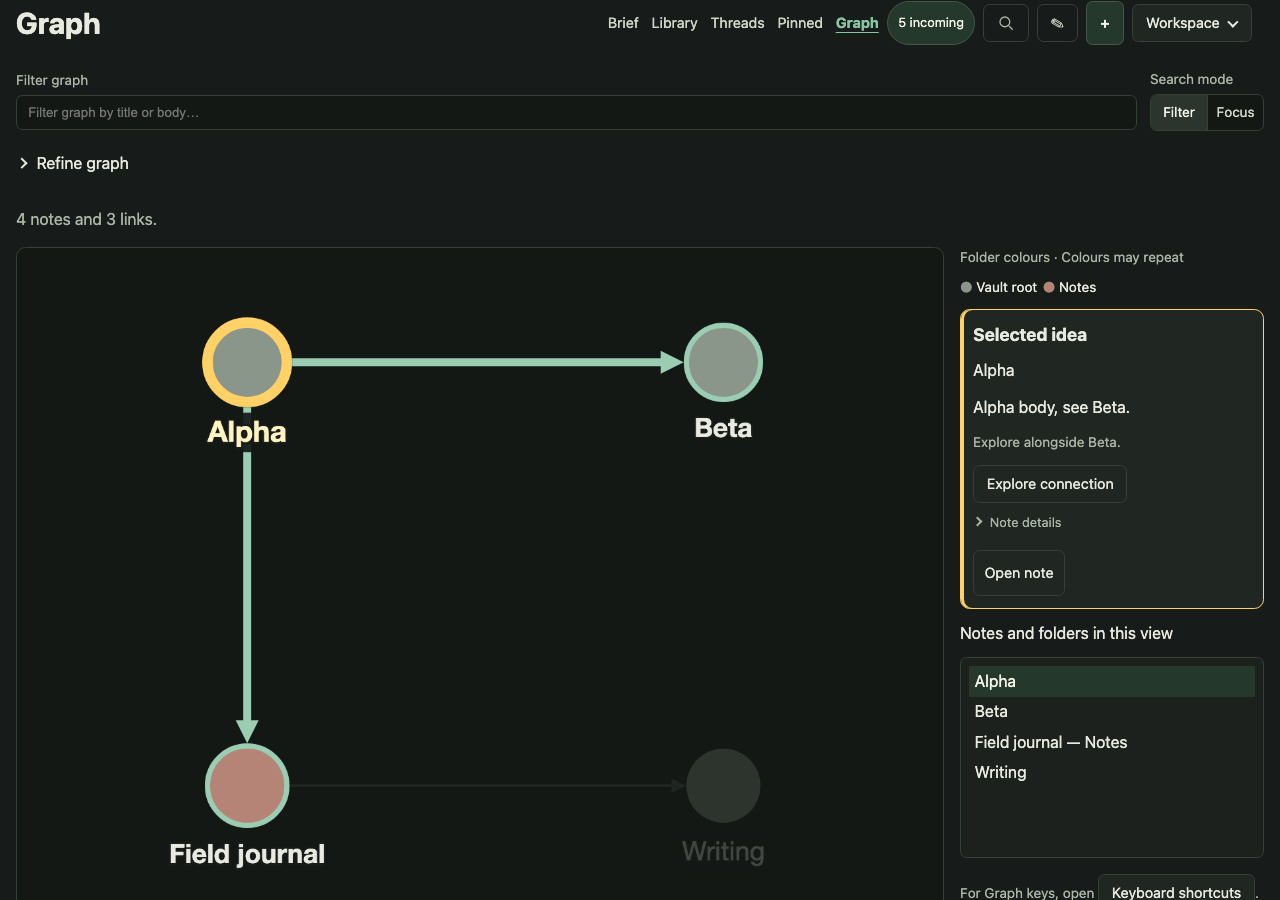 Graph
Brief Library Threads Pinned Graph 5 incoming + Workspace
Filter graph
Search mode
Filter graph by title or body…
Filter Focus
Refine graph
4 notes and 3 links.
Folder colours · Colours may repeat
Vault root Notes
Selected idea
Alpha
Alpha body, see Beta.
Explore alongside Beta.
Explore connection
Note details
Open note
Notes and folders in this view
Alpha
Beta
Field journal — Notes
Writing
For Graph keys, open Keyboard shortcuts .
Alpha
Beta
Field journal
Writing